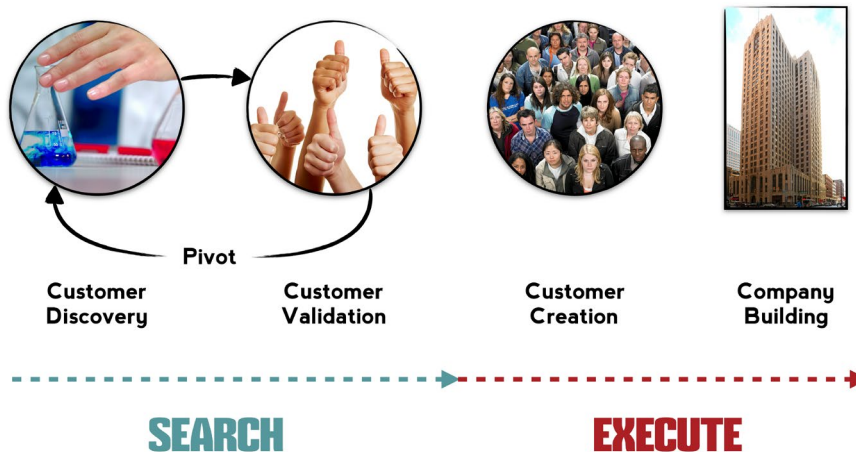 Pivot
Customer
Discovery
Customer
Validation
Customer
Creation
Company
Building
SEARCH
EXECUTE